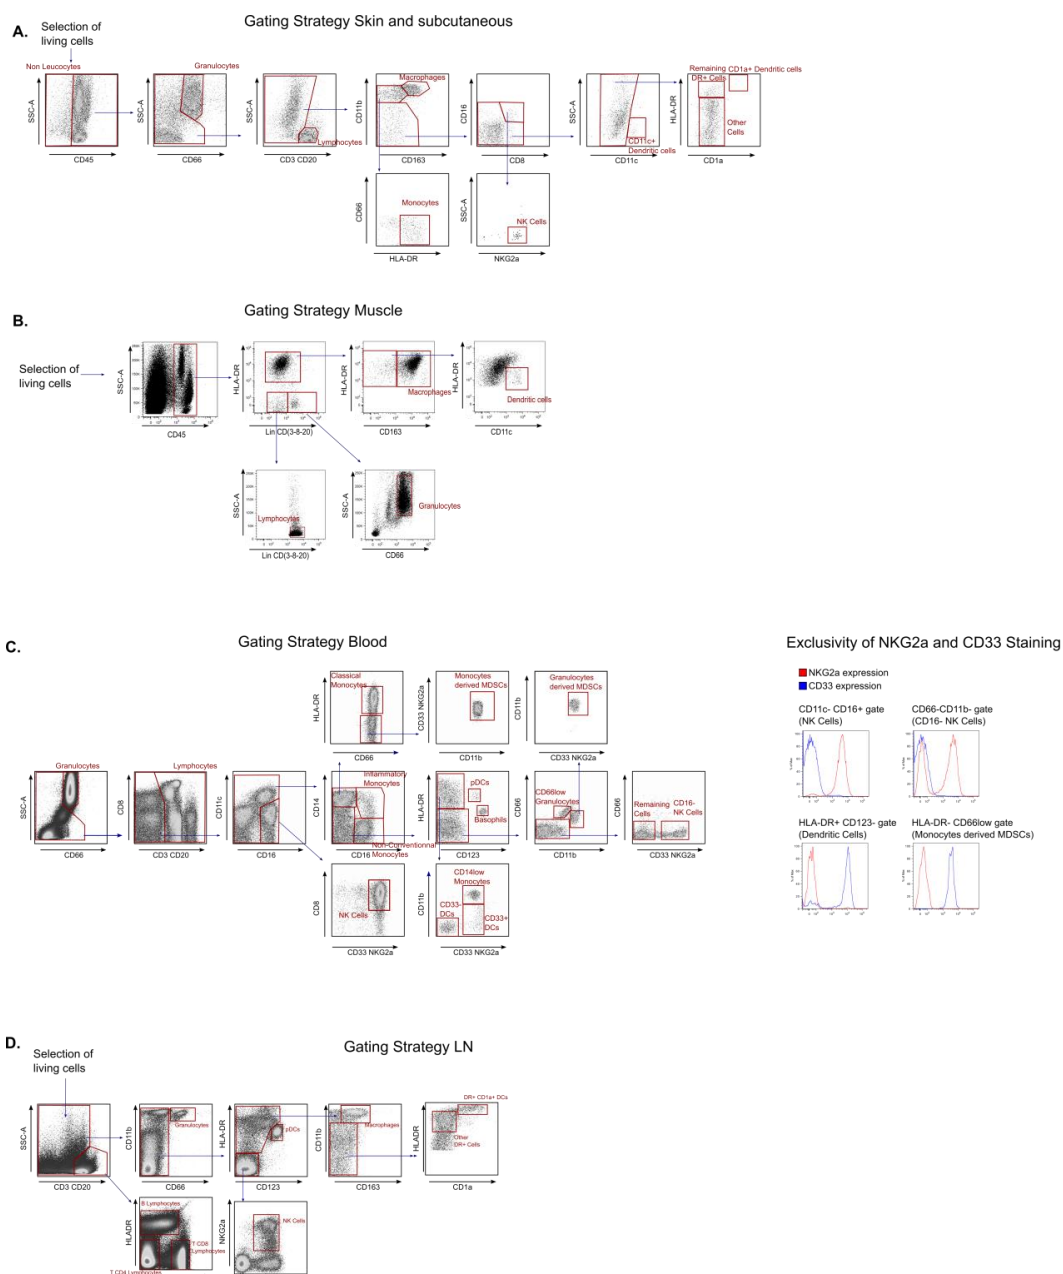 A.
Gating Strategy Skin and subcutaneous
Selection of
living cells
Non Leucocytes
SSC-A
CD45
Granulocytes
SSC-A
CD66
SSC-A
Lymphocytes
CD3 CD20
Macrophages
CD11b
CD163
CD16
CD8
SSC-A
CD11c+
Dendritic cells
CD11c
Remaining
DR+ Cells
CD1a+ Dendritic cells
HLA-DR
Other
Cells
CD1a
CD66
Monocytes
HLA-DR
SSC-A
NK Cells
NKG2a
B.
Gating Strategy Muscle
Selection of
living cells
SSC-A
CD45
HLA-DR
Lin CD(3-8-20)
HLA-DR
Macrophages
CD163
HLA-DR
Dendritic cells
CD11c
SSC-A
Lymphocytes
Lin CD(3-8-20)
SSC-A
Granulocytes
CD66
C.
Gating Strategy Blood
Classical
Monocytes
HLA-DR
CD66
Monocytes
derived MDSCs
CD33 NKG2a
CD11b
Granulocytes
derived MDSCs
CD11b
CD33 NKG2a
Granulocytes
SSC-A
CD66
Lymphocytes
CD8
CD3 CD20
CD11c
CD16
Inflammatory
Monocytes
CD14
CD16
Non-Conventionnal
Monocytes
HLA-DR
pDCs
Basophils
CD123
CD66
CD66low
Granulocytes
CD11b
CD66
Remaining
Cells
CD16-
NK Cells
CD33 NKG2a
CD8
NK Cells
CD33 NKG2a
CD11b
CD14low
Monocytes
CD33-
DCs
CD33+
DCs
CD33 NKG2a
Exclusivity of NKG2a and CD33 Staining
NKG2a expression
CD33 expression
CD11c- CD16+ gate
(NK Cells)
CD66-CD11b- gate
(CD16- NK Cells)
HLA-DR+ CD123- gate
(Dendritic Cells)
HLA-DR- CD66low gate
(Monocytes derived MDSCs)
D.
Gating Strategy LN
Selection of
living cells
SSC-A
CD3 CD20
CD11b
Granulocytes
CD66
HLA-DR
pDCs
CD123
CD11b
Macrophages
CD163
DR+ CD1a+ DCs
HLADR
Other
DR+ Cells
CD1a
B Lymphocytes
HLADR
T CD8
Lymphocytes
T CD4 Lymphocytes
NKG2a
NK Cells